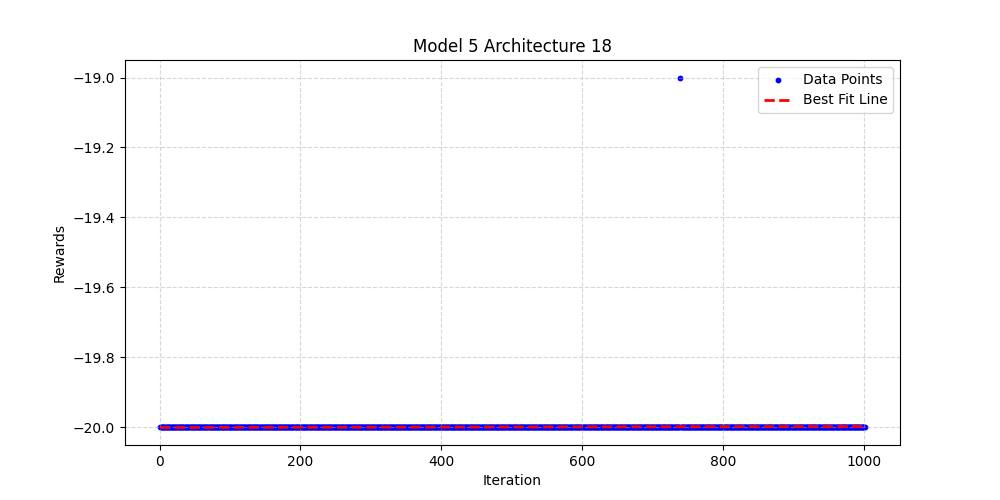 Model 5 Architecture 18
Data Points
Best Fit Line
Rewards
−19.0
−19.2
−19.4
−19.6
−19.8
−20.0
0 200 400 600 800 1000
Iteration